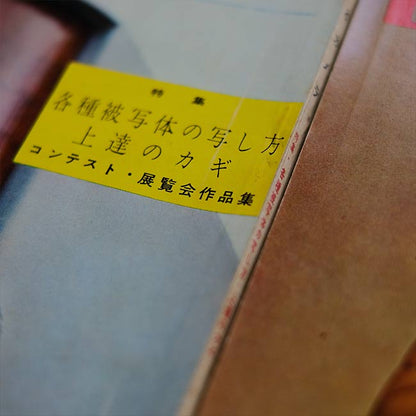 特集
各種被写体の写し方
上達のカギ
コンテスト・展覧会作品集